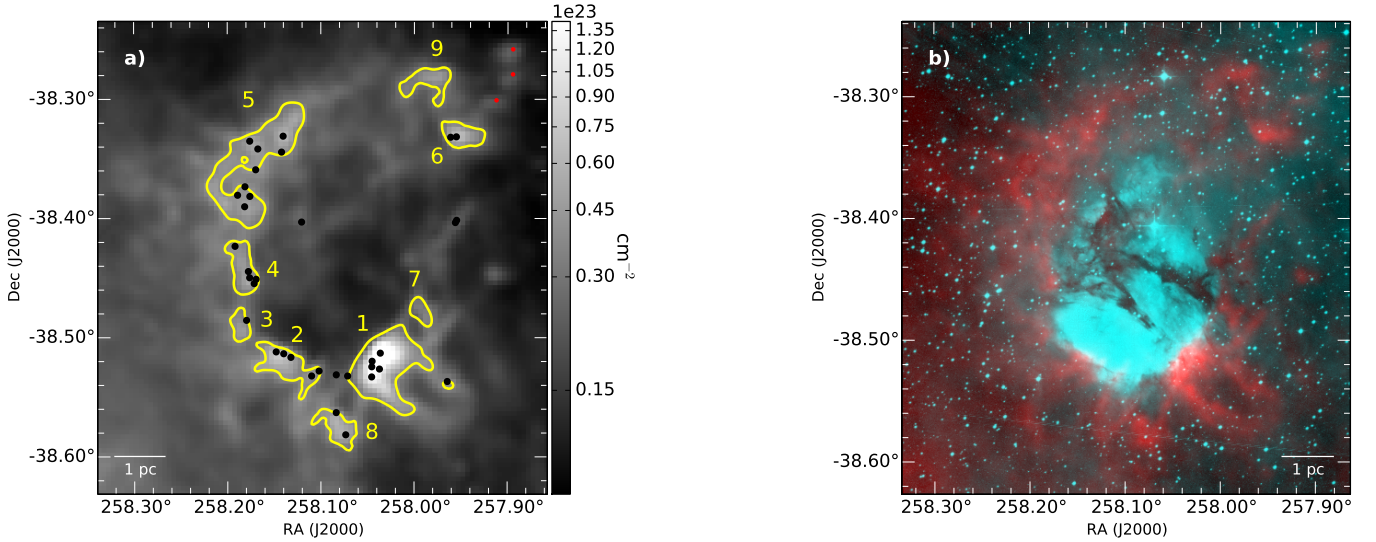 1e23
a)
9
5
6
4
7
3
2
1
8
1 pc
-38.30°
-38.40°
-38.50°
-38.60°
Dec (J2000)
258.30° 258.20° 258.10° 258.00° 257.90°
RA (J2000)
1.35
1.20
1.05
0.90
0.75
0.60
0.45
0.30
0.15
cm⁻²
b)
1 pc
-38.30°
-38.40°
-38.50°
-38.60°
Dec (J2000)
258.30° 258.20° 258.10° 258.00° 257.90°
RA (J2000)